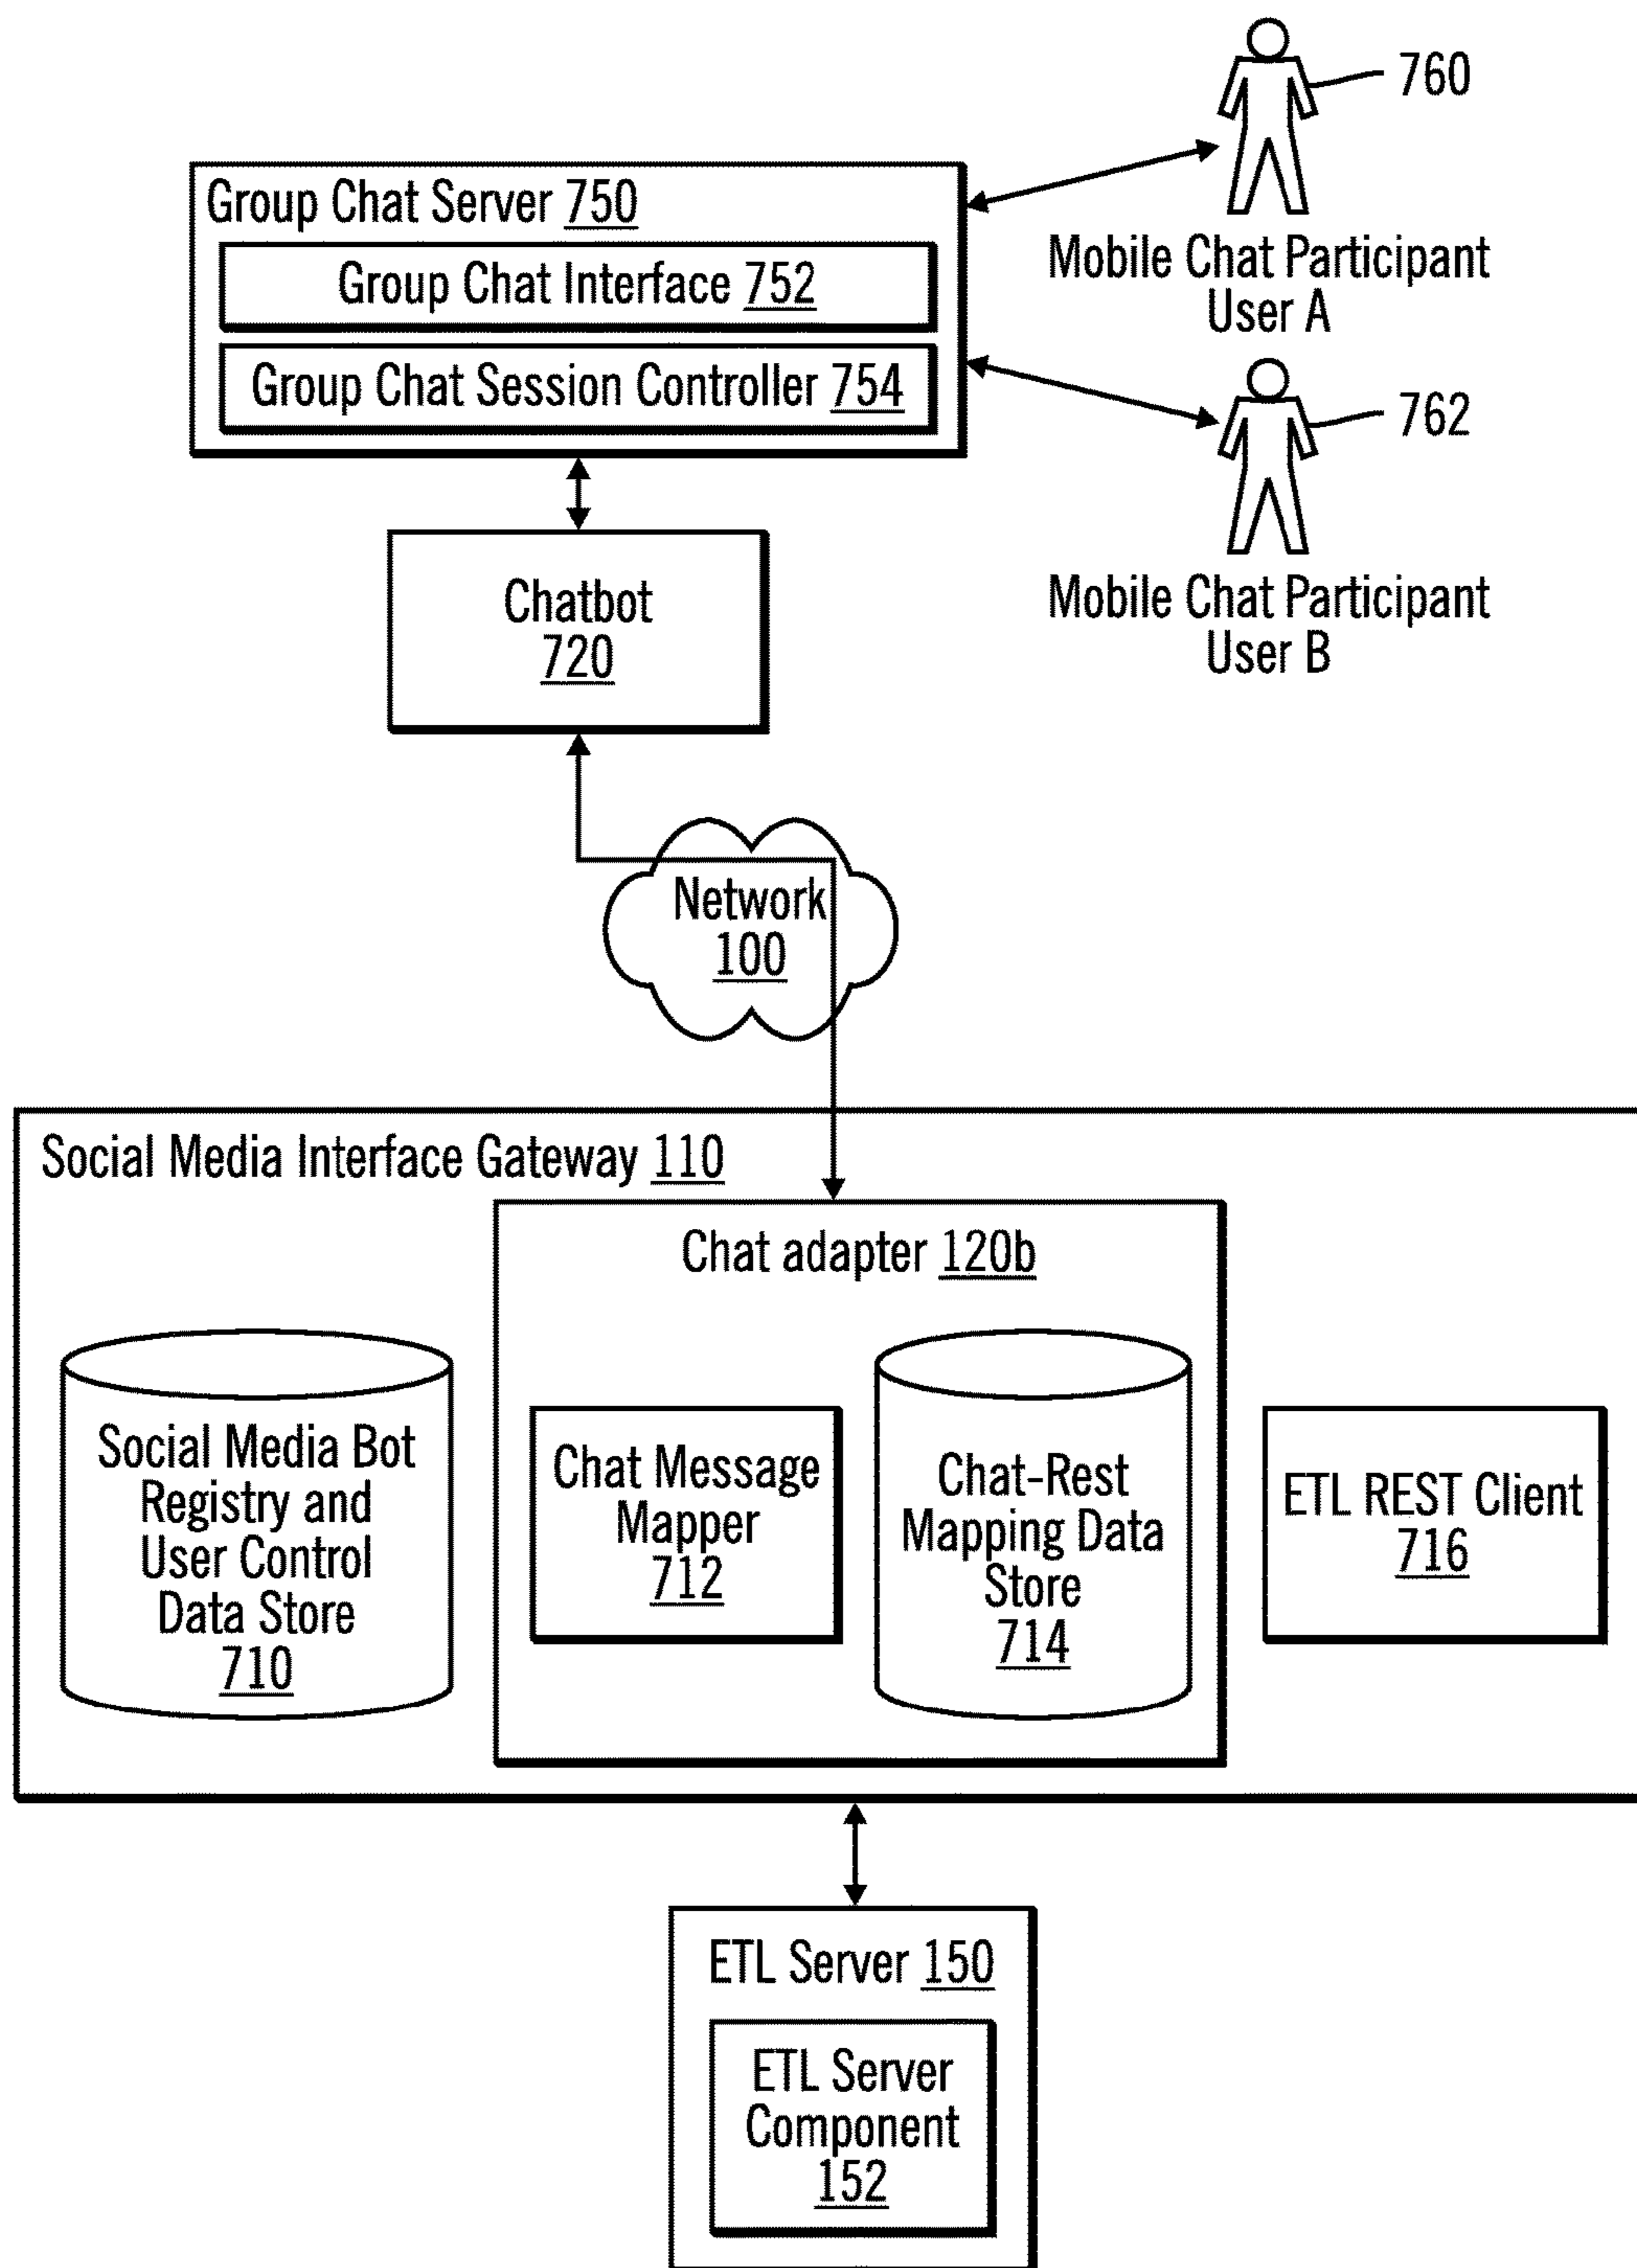 760
Group Chat Server 750
Group Chat Interface 752
Group Chat Session Controller 754
Mobile Chat Participant
User A
762
Mobile Chat Participant
User B
Chatbot
720
Network
100
Social Media Interface Gateway 110
Chat adapter 120b
Social Media Bot
Registry and
User Control
Data Store
710
Chat Message
Mapper
712
Chat-Rest
Mapping Data
Store
714
ETL REST Client
716
ETL Server 150
ETL Server
Component
152